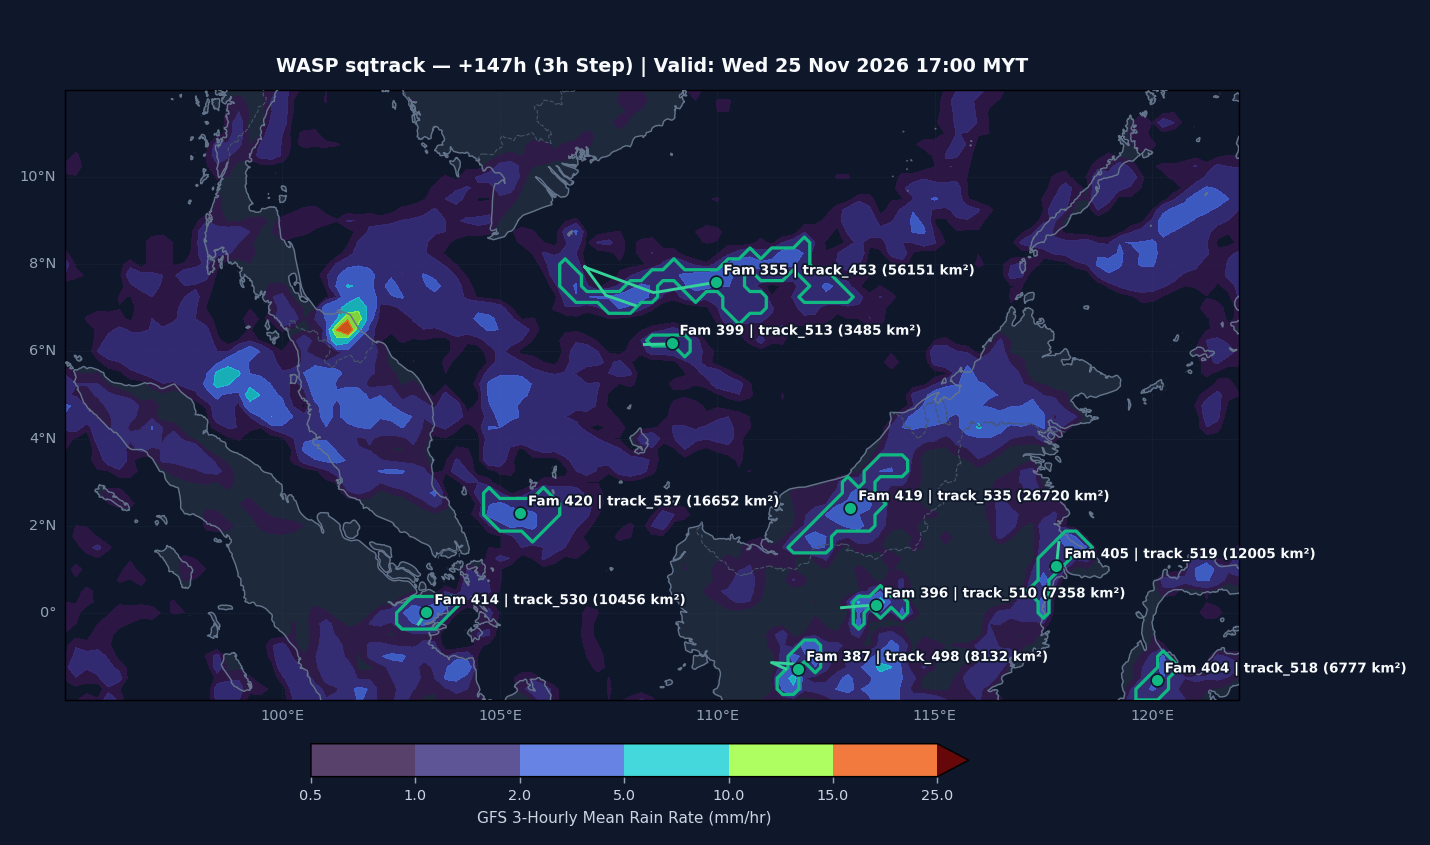 WASP sqtrack — +147h (3h Step) | Valid: Wed 25 Nov 2026 17:00 MYT
10°N
8°N
6°N
4°N
2°N
0°
Fam 355 | track_453 (56151 km²)
Fam 399 | track_513 (3485 km²)
Fam 420 | track_537 (16652 km²)
Fam 419 | track_535 (26720 km²)
Fam 405 | track_519 (12005 km²)
Fam 414 | track_530 (10456 km²)
Fam 396 | track_510 (7358 km²)
Fam 387 | track_498 (8132 km²)
Fam 404 | track_518 (6777 km²)
100°E 105°E 110°E 115°E 120°E
0.5 1.0 2.0 5.0 10.0 15.0 25.0
GFS 3-Hourly Mean Rain Rate (mm/hr)